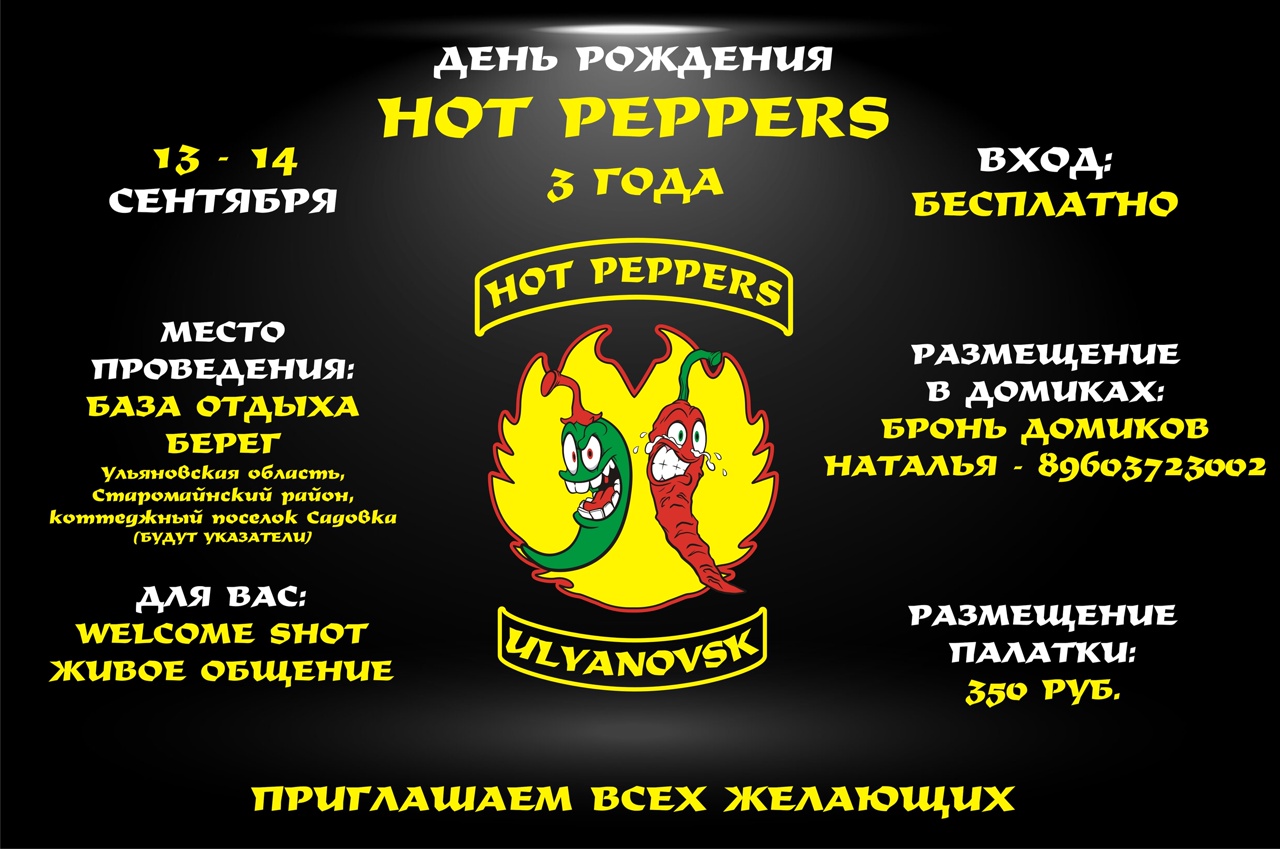 ДЕНЬ РОЖДЕНИЯ
HOT PEPPERS
3 ГОДА
13 - 14
СЕНТЯБРЯ
ВХОД:
БЕСПЛАТНО
HOT PEPPERS
ULYANOVSK
МЕСТО
ПРОВЕДЕНИЯ:
БАЗА ОТДЫХА
БЕРЕГ
Ульяновская область,
Старомайнский район,
коттеджный поселок Садовка
(БУДУТ УКАЗАТЕЛИ)
РАЗМЕЩЕНИЕ
В ДОМИКАХ:
БРОНЬ ДОМИКОВ
НАТАЛЬЯ - 89603723002
ДЛЯ ВАС:
WELCOME SHOT
ЖИВОЕ ОБЩЕНИЕ
РАЗМЕЩЕНИЕ
ПАЛАТКИ:
350 РУБ.
ПРИГЛАШАЕМ ВСЕХ ЖЕЛАЮЩИХ